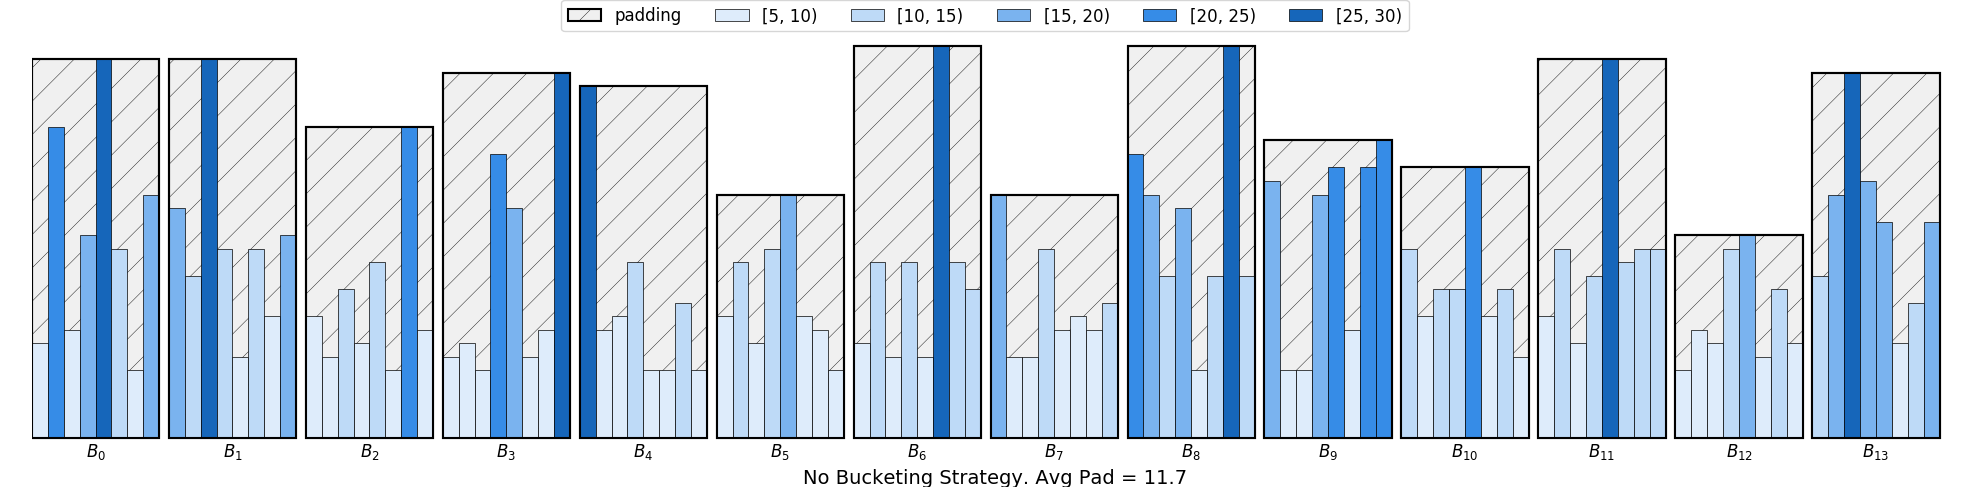 padding [5, 10) [10, 15) [15, 20) [20, 25) [25, 30)
B0 B1 B2 B3 B4 B5 B6 B7 B8 B9 B10 B11 B12 B13
No Bucketing Strategy. Avg Pad = 11.7